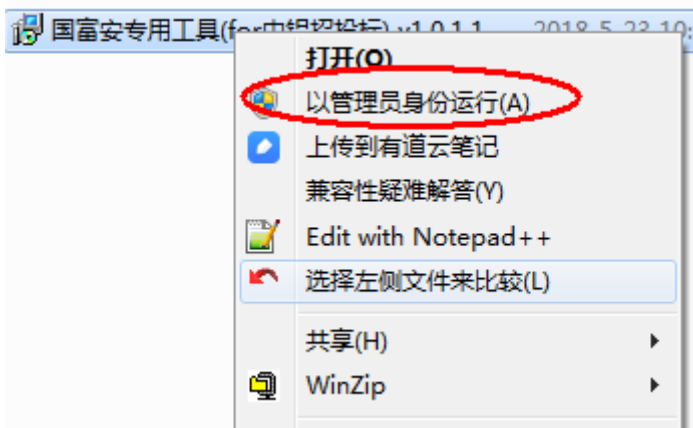 国富安专用工具(for中招招投标) v1.0.1.1 2018-5-23 10:
打开(O)
以管理员身份运行(A)
上传到有道云笔记
兼容性疑难解答(Y)
Edit with Notepad++
选择左侧文件来比较(L)
共享(H)
WinZip